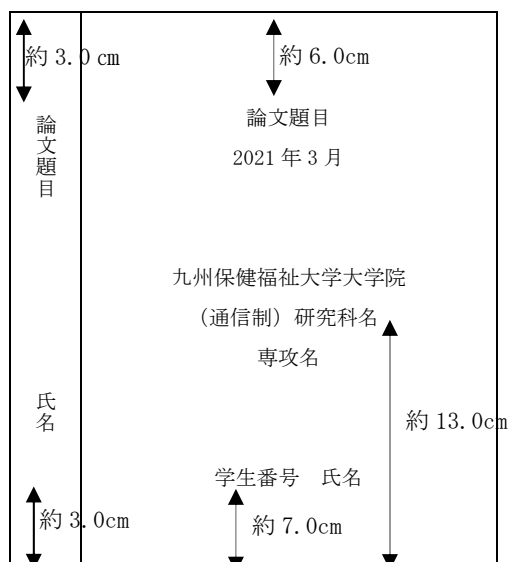 約 3.0 cm
約 6.0cm
論文題目
論文題目
2021 年 3 月
九州保健福祉大学大学院
（通信制）研究科名
専攻名
氏名
約 13.0cm
学生番号　氏名
約 3.0cm
約 7.0cm